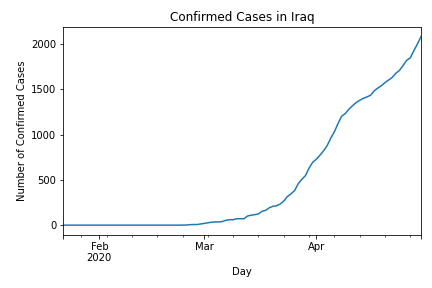 Confirmed Cases in Iraq
2000
1500
1000
500
0
Number of Confirmed Cases
Feb
2020
Mar
Apr
Day